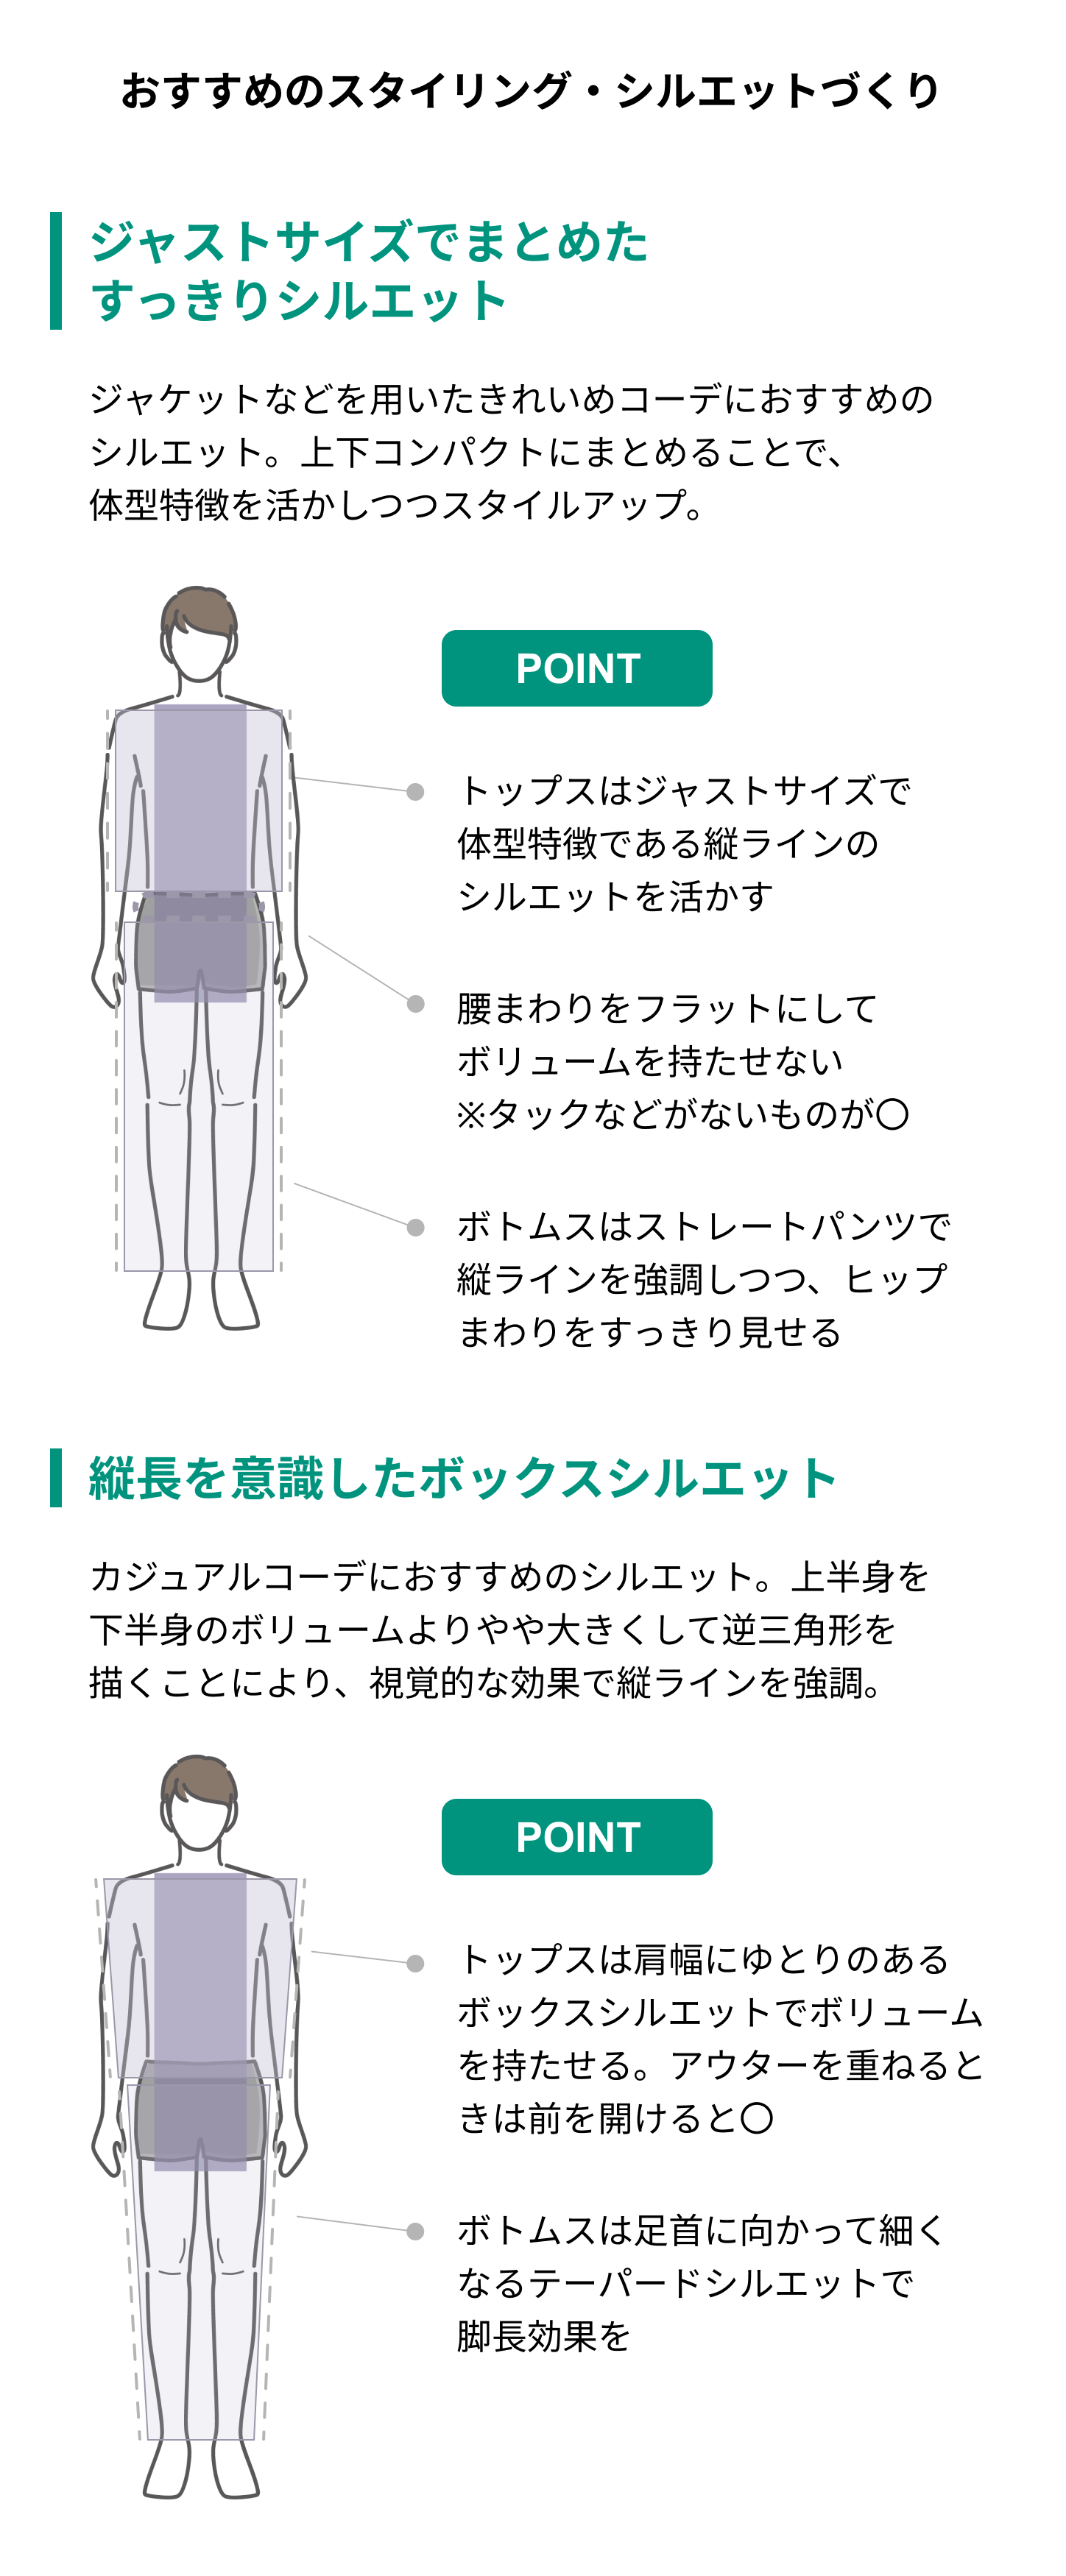 おすすめのスタイリング・シルエットづくり
ジャストサイズでまとめた
すっきりシルエット
ジャケットなどを用いたきれいめコーデにおすすめの
シルエット。上下コンパクトにまとめることで、
体型特徴を活かしつつスタイルアップ。
POINT
トップスはジャストサイズで
体型特徴である縦ラインの
シルエットを活かす
腰まわりをフラットにして
ボリュームを持たせない
※タックなどがないものが〇
ボトムスはストレートパンツで
縦ラインを強調しつつ、ヒップ
まわりをすっきり見せる
縦長を意識したボックスシルエット
カジュアルコーデにおすすめのシルエット。上半身を
下半身のボリュームよりやや大きくして逆三角形を
描くことにより、視覚的な効果で縦ラインを強調。
POINT
トップスは肩幅にゆとりのある
ボックスシルエットでボリューム
を持たせる。アウターを重ねると
きは前を開けると〇
ボトムスは足首に向かって細く
なるテーパードシルエットで
脚長効果を